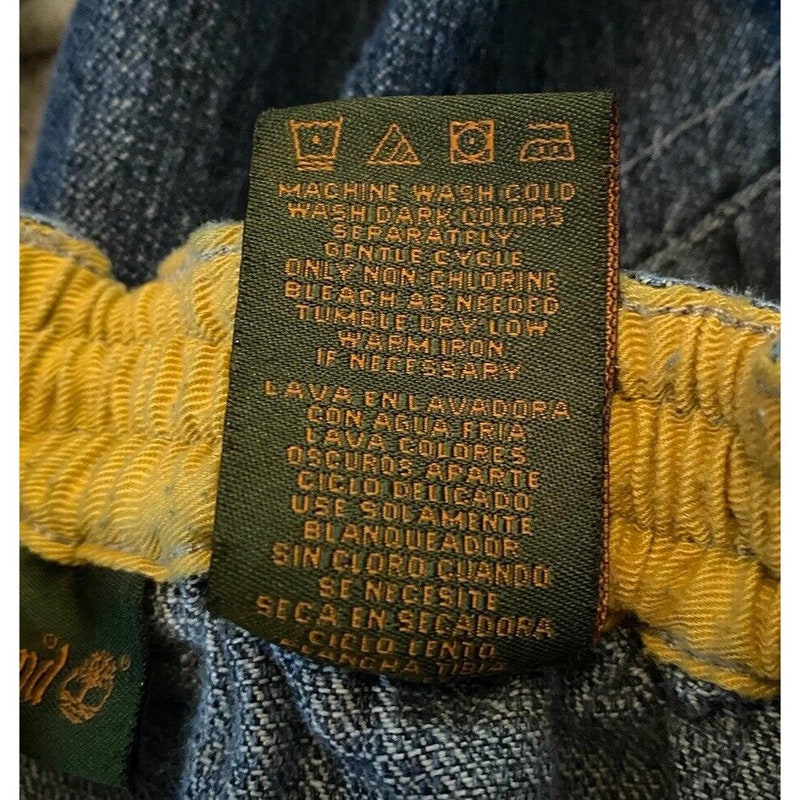 MACHINE WASH COLD
WASH DARK COLORS
SEPARATELY
GENTLE CYCLE
ONLY NON-CHLORINE
BLEACH AS NEEDED
TUMBLE DRY LOW
WARM IRON
IF NECESSARY
LAVA EN LAVADORA
CON AGUA FRIA
LAVA COLORES
OSCUROS APARTE
CICLO DELICADO
USE SOLAMENTE
BLANQUEADOR
SIN CLORO CUANDO
SE NECESITE
SECA EN SECADORA
CICLO LENTO
PLANCHA TIBIA